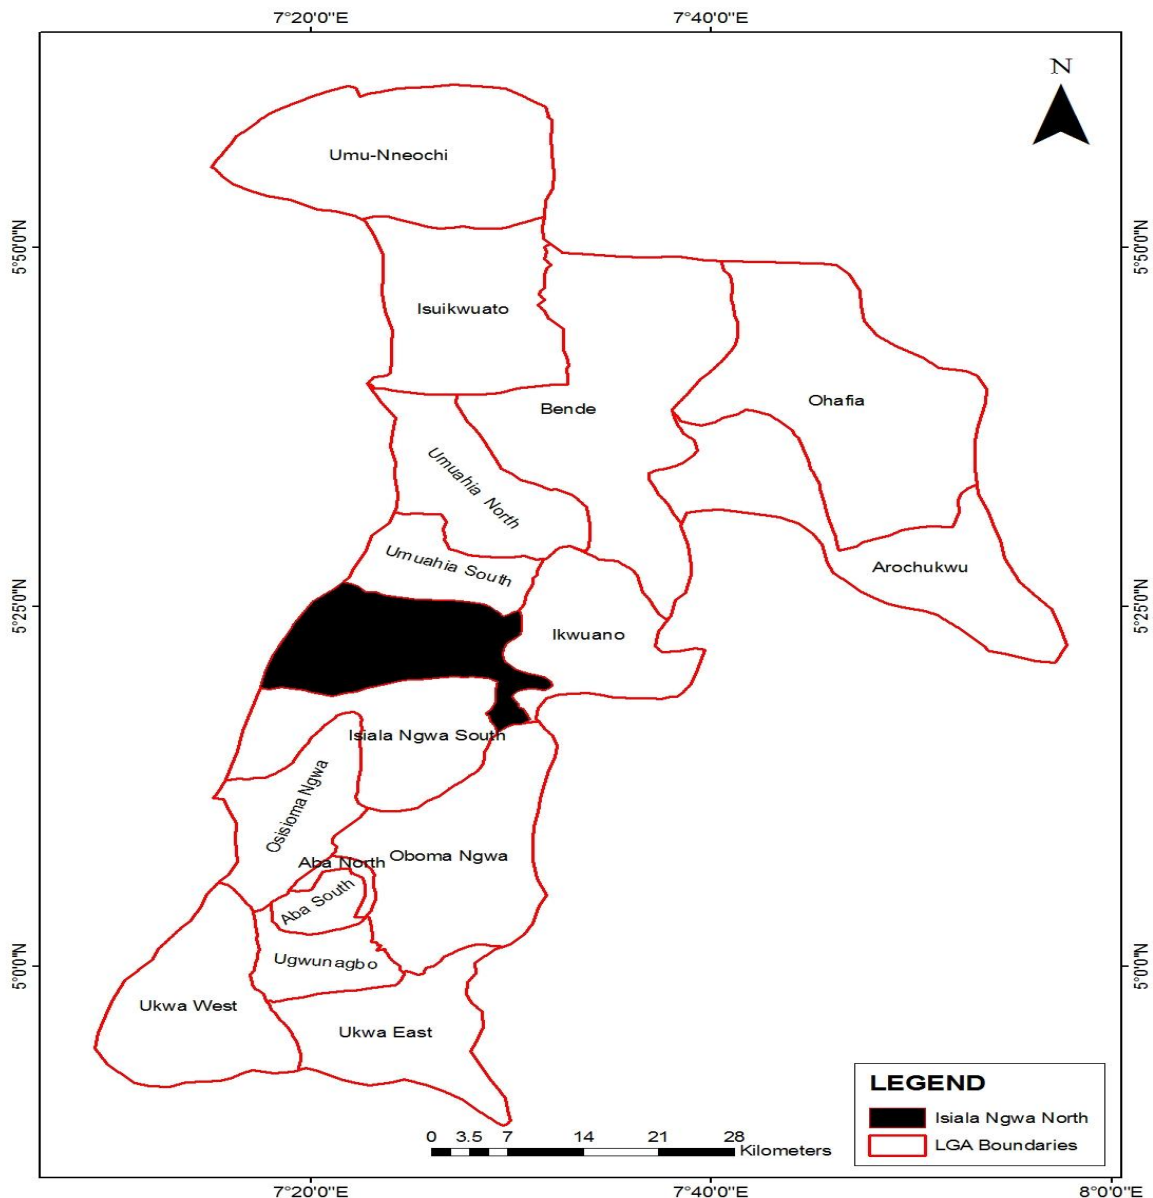 7°20'0"E 7°40'0"E
N
Umu-Nneochi
5°50'0"N 5°50'0"N
Isuikwuato
Ohafia
Bende
Umuahia North
Umuahia South
Arochukwu
5°25'0"N 5°25'0"N
Ikwuano
Isiala Ngwa South
Osisioma Ngwa
Oboma Ngwa
Aba North
Aba South
Ugwunagbo
5°0'0"N 5°0'0"N
Ukwa West
Ukwa East
LEGEND
Isiala Ngwa North
LGA Boundaries
0 3.5 7 14 21 28
Kilometers
7°20'0"E 7°40'0"E 8°0'0"E